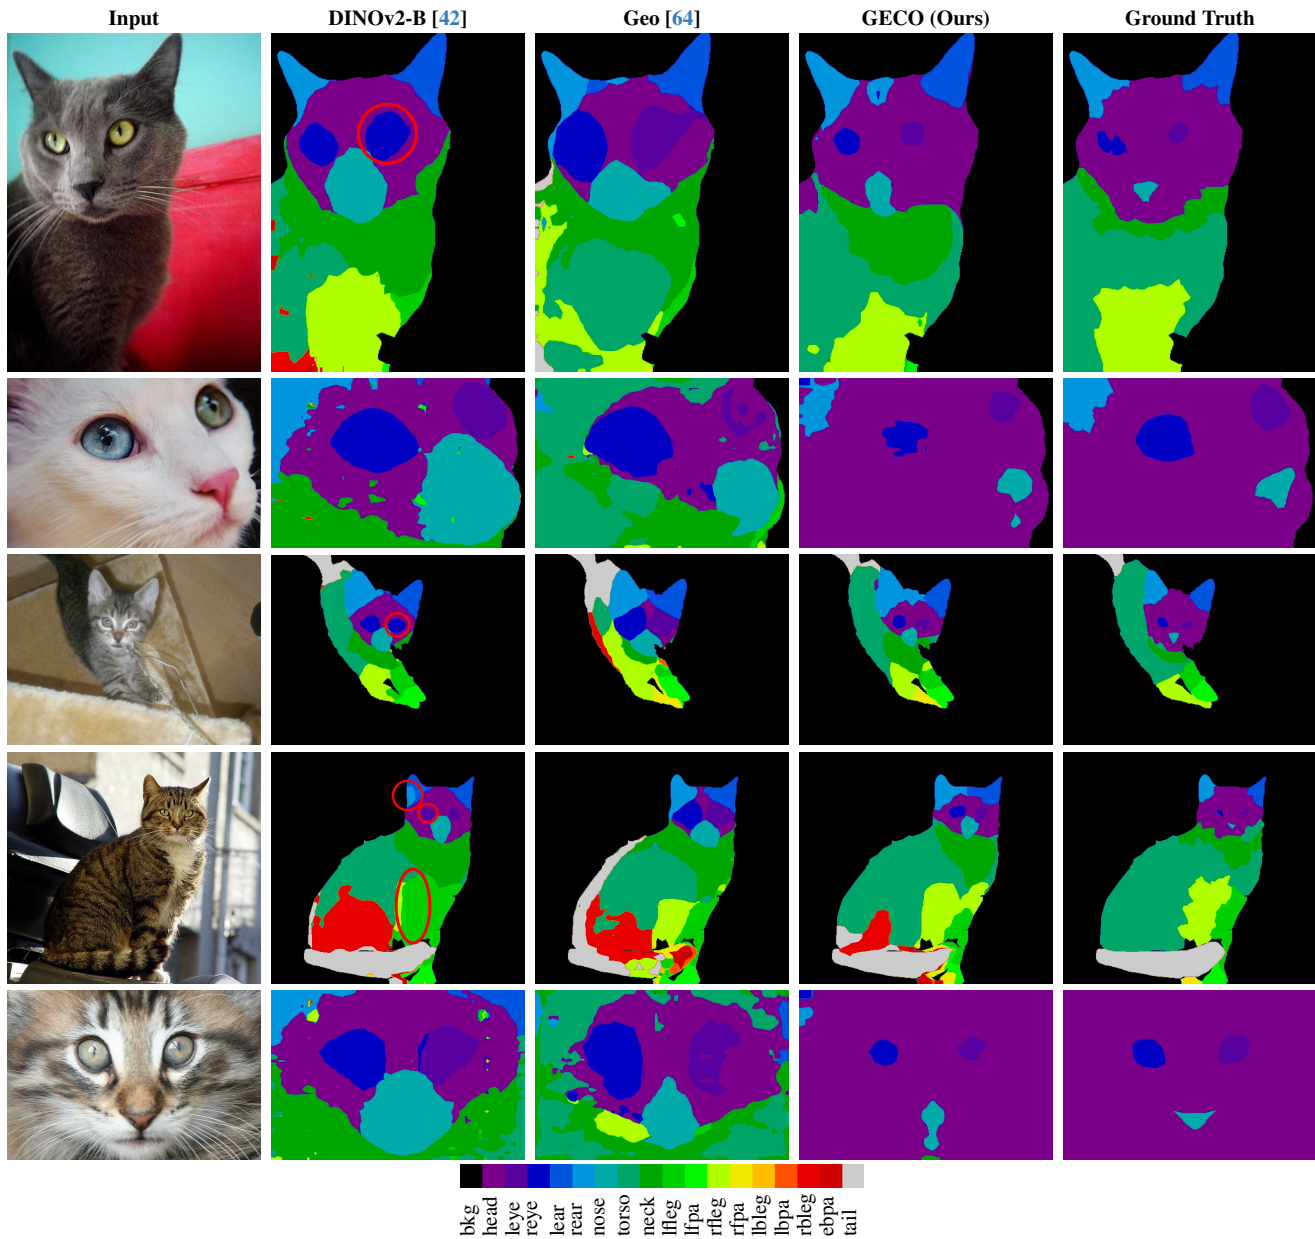 Input DINOv2-B [42] Geo [64] GECO (Ours) Ground Truth
bkg head leye reye lear rear nose torso neck lfleg lfpa rfleg rfpa lbleg lbpa rbleg ebpa tail